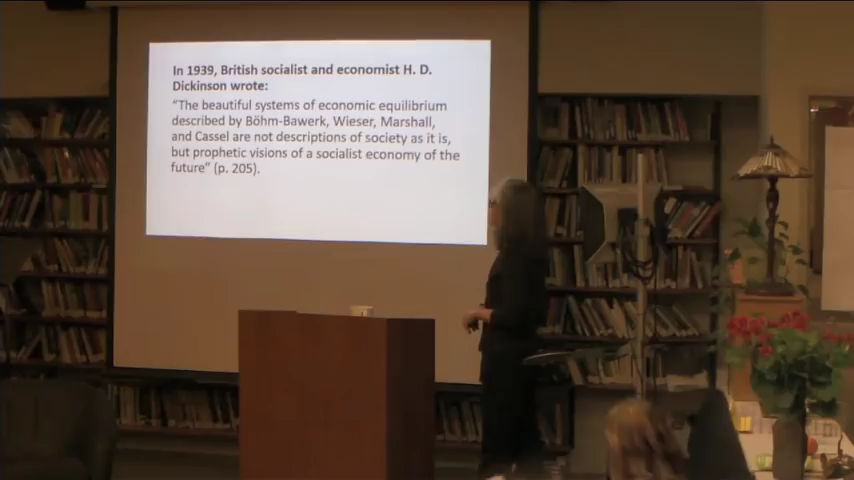 In 1939, British socialist and economist H. D.
Dickinson wrote:
"The beautiful systems of economic equilibrium
described by Böhm-Bawerk, Wieser, Marshall,
and Cassel are not descriptions of society as it is,
but prophetic visions of a socialist economy of the
future" (p. 205).